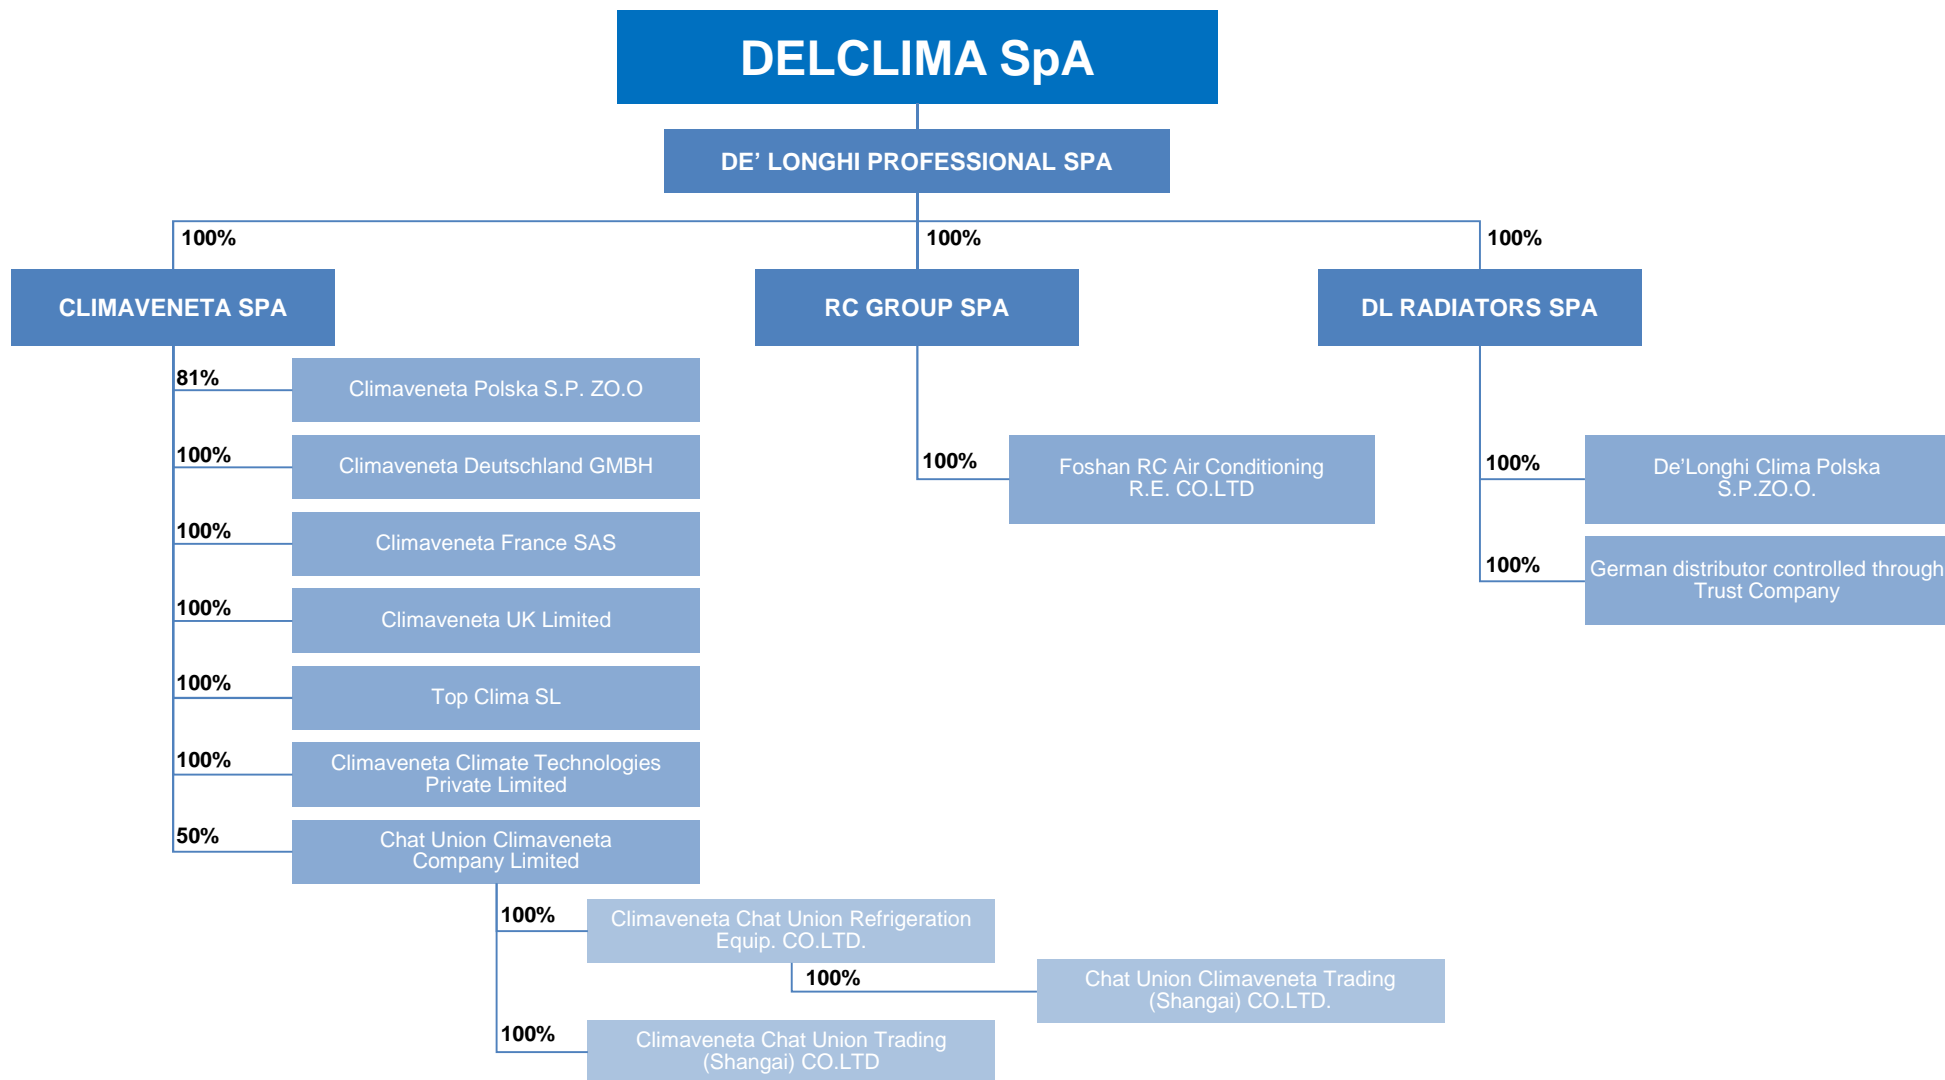 DELCLIMA SpA
DE’ LONGHI PROFESSIONAL SPA
100%
100%
100%
CLIMAVENETA SPA
RC GROUP SPA
DL RADIATORS SPA
81%
Climaveneta Polska S.P. ZO.O
100%
Climaveneta Deutschland GMBH
100%
Foshan RC Air Conditioning
R.E. CO.LTD
100%
De’Longhi Clima Polska
S.P.ZO.O.
100%
Climaveneta France SAS
100%
German distributor controlled through
Trust Company
100%
Climaveneta UK Limited
100%
Top Clima SL
100%
Climaveneta Climate Technologies
Private Limited
50%
Chat Union Climaveneta
Company Limited
100%
Climaveneta Chat Union Refrigeration
Equip. CO.LTD.
100%
Chat Union Climaveneta Trading
(Shangai) CO.LTD.
100%
Climaveneta Chat Union Trading
(Shangai) CO.LTD